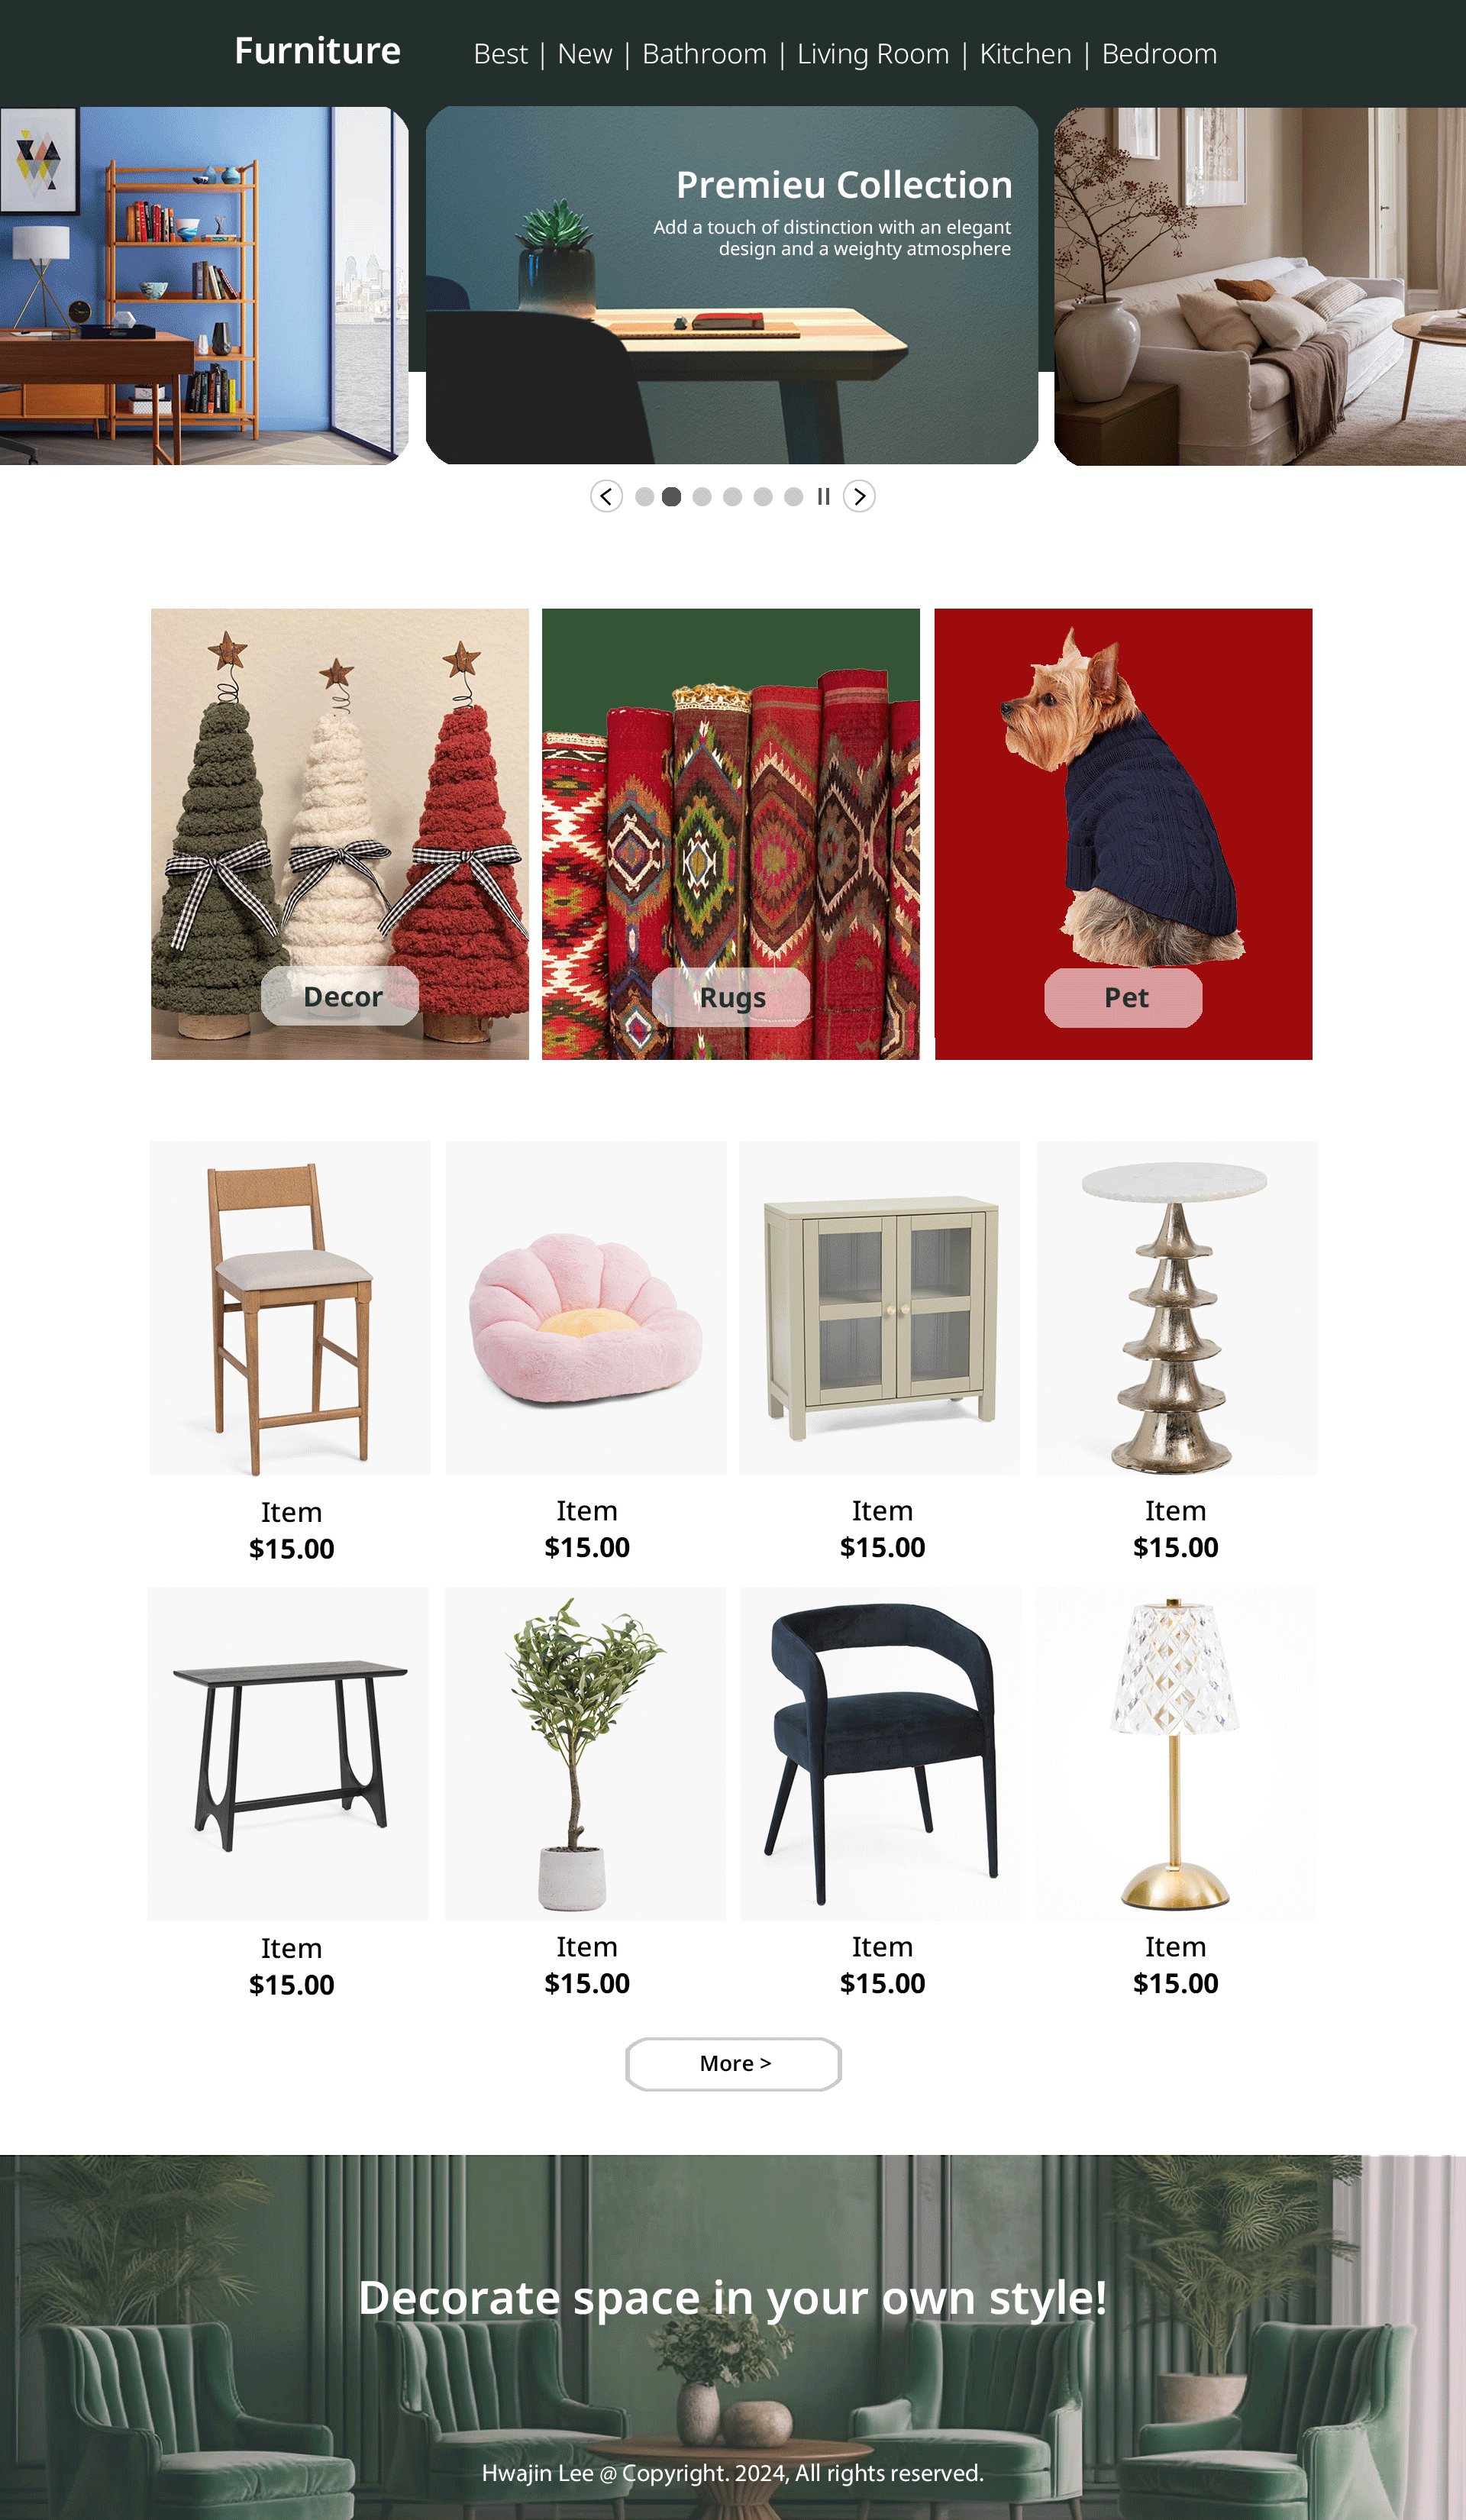 Furniture
Best | New | Bathroom | Living Room | Kitchen | Bedroom
Premieu Collection
Add a touch of distinction with an elegant
design and a weighty atmosphere
Decor
Rugs
Pet
Item
$15.00
Item
$15.00
Item
$15.00
Item
$15.00
Item
$15.00
Item
$15.00
Item
$15.00
Item
$15.00
More >
Decorate space in your own style!
Hwajin Lee @ Copyright. 2024, All rights reserved.